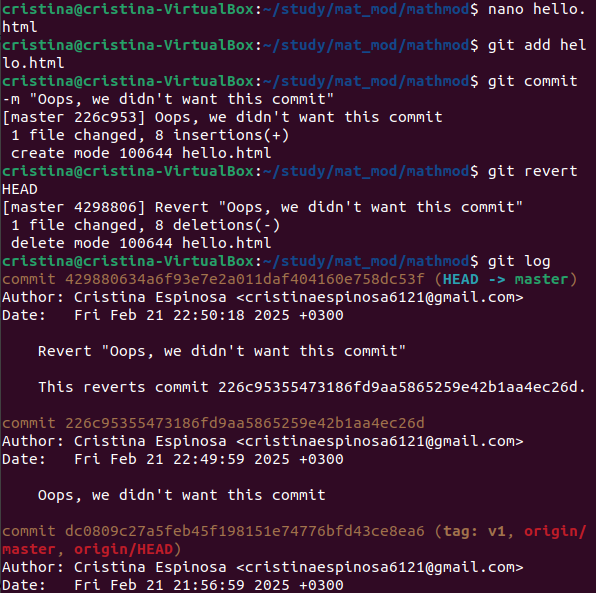 cristina@cristina-VirtualBox:~/study/mat_mod/mathmod$ nano hello.
html
cristina@cristina-VirtualBox:~/study/mat_mod/mathmod$ git add hel
lo.html
cristina@cristina-VirtualBox:~/study/mat_mod/mathmod$ git commit
-m "Oops, we didn't want this commit"
[master 226c953] Oops, we didn't want this commit
 1 file changed, 8 insertions(+)
 create mode 100644 hello.html
cristina@cristina-VirtualBox:~/study/mat_mod/mathmod$ git revert
HEAD
[master 4298806] Revert "Oops, we didn't want this commit"
 1 file changed, 8 deletions(-)
 delete mode 100644 hello.html
cristina@cristina-VirtualBox:~/study/mat_mod/mathmod$ git log
commit 429880634a6f93e7e2a011daf404160e758dc53f (HEAD -> master)
Author: Cristina Espinosa <cristinaespinosa6121@gmail.com>
Date:   Fri Feb 21 22:50:18 2025 +0300

    Revert "Oops, we didn't want this commit"

    This reverts commit 226c95355473186fd9aa5865259e42b1aa4ec26d.

commit 226c95355473186fd9aa5865259e42b1aa4ec26d
Author: Cristina Espinosa <cristinaespinosa6121@gmail.com>
Date:   Fri Feb 21 22:49:59 2025 +0300

    Oops, we didn't want this commit

commit dc0809c27a5feb45f198151e74776bfd43ce8ea6 (tag: v1, origin/
master, origin/HEAD)
Author: Cristina Espinosa <cristinaespinosa6121@gmail.com>
Date:   Fri Feb 21 21:56:59 2025 +0300